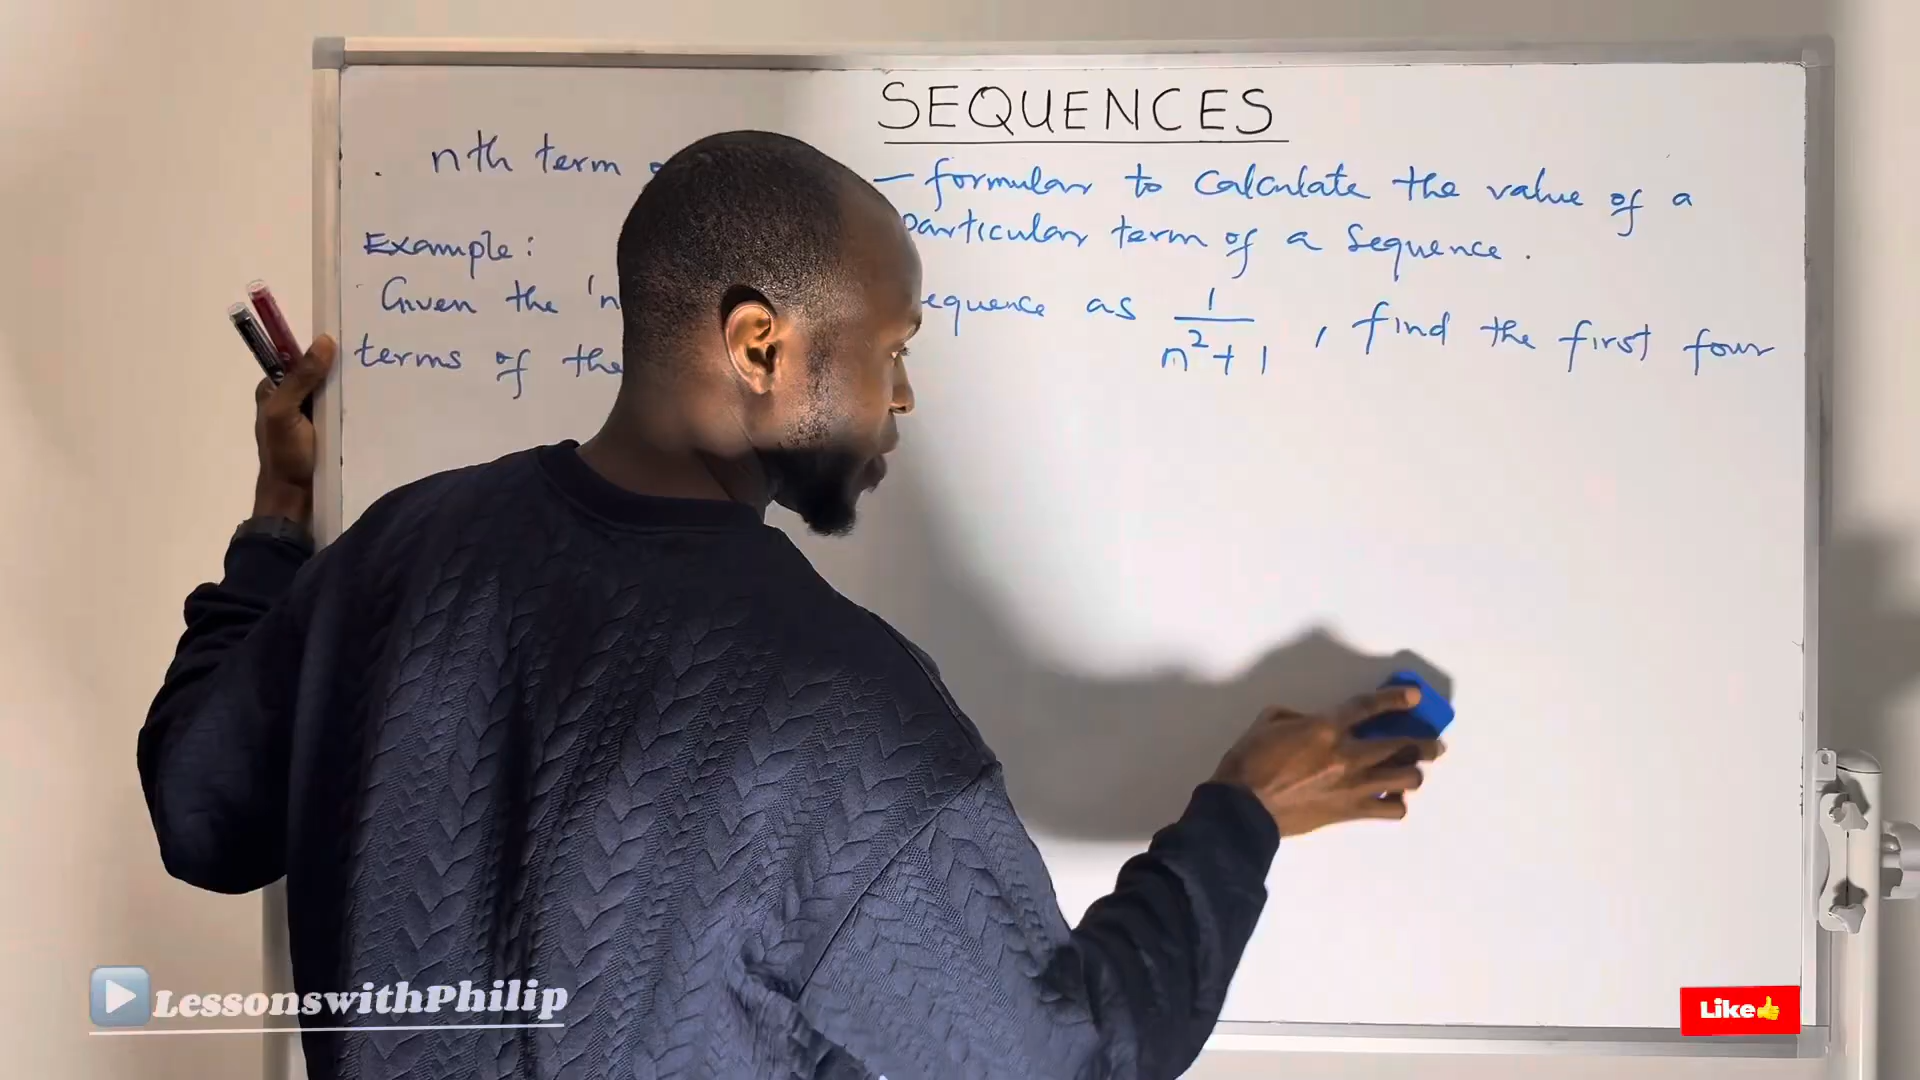 SEQUENCES
nth term
— formular to calculate the value of a
particular term of a Sequence.
Example:
Given the 'n
equence as 1/n²+1, find the first four
terms of the
LessonswithPhilip
Like👍